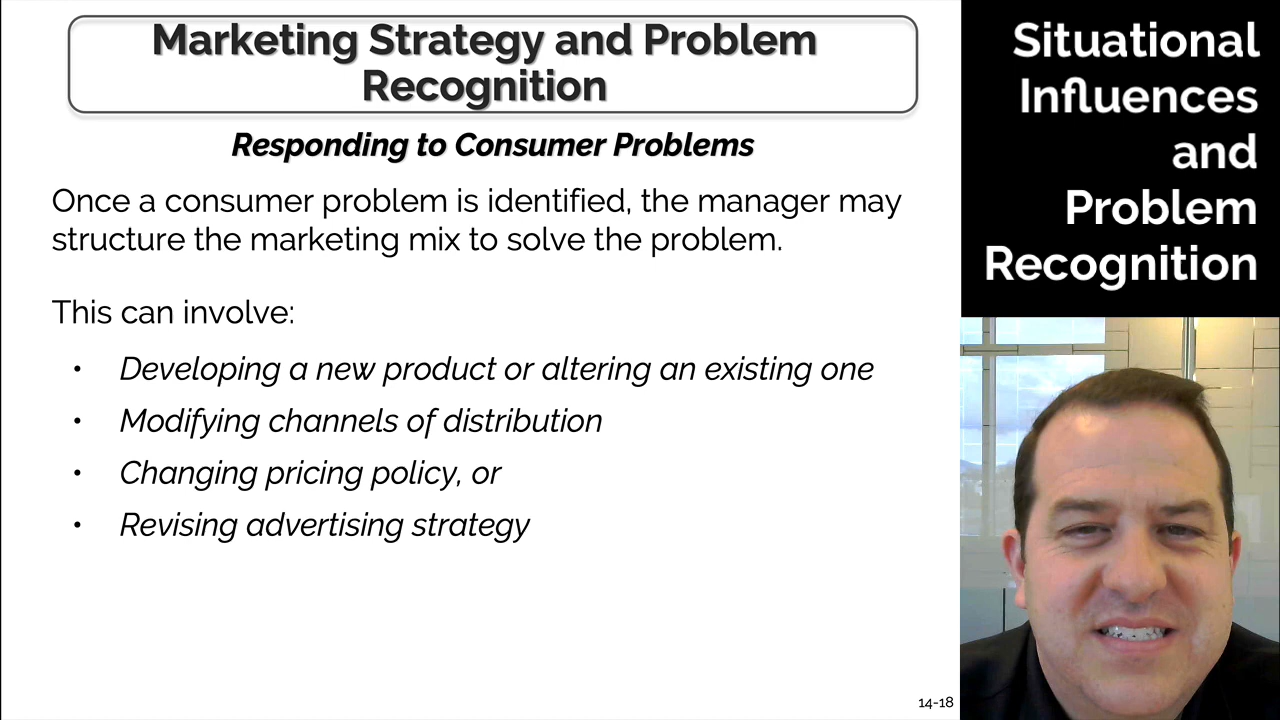 Marketing Strategy and Problem
Recognition
Responding to Consumer Problems
Once a consumer problem is identified, the manager may
structure the marketing mix to solve the problem.
This can involve:
• Developing a new product or altering an existing one
• Modifying channels of distribution
• Changing pricing policy, or
• Revising advertising strategy
14-18
Situational
Influences
and
Problem
Recognition